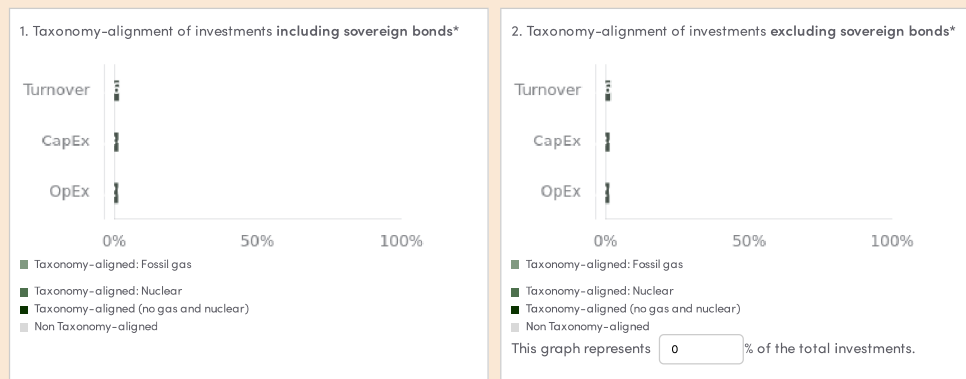 1. Taxonomy-alignment of investments including sovereign bonds*
Turnover
CapEx
OpEx
0% 50% 100%
Taxonomy-aligned: Fossil gas
Taxonomy-aligned: Nuclear
Taxonomy-aligned (no gas and nuclear)
Non Taxonomy-aligned
2. Taxonomy-alignment of investments excluding sovereign bonds*
Turnover
CapEx
OpEx
0% 50% 100%
Taxonomy-aligned: Fossil gas
Taxonomy-aligned: Nuclear
Taxonomy-aligned (no gas and nuclear)
Non Taxonomy-aligned
This graph represents 0 % of the total investments.